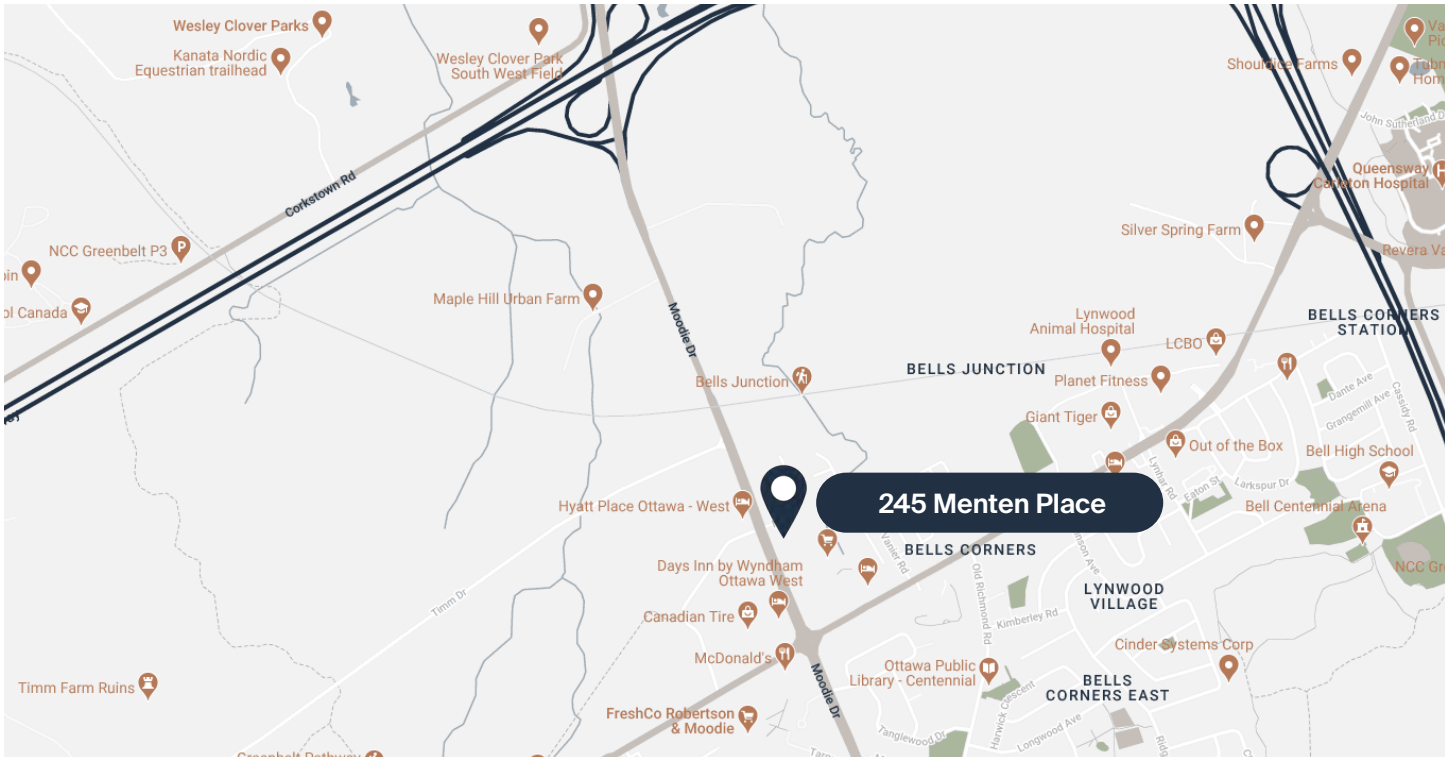 Wesley Clover Parks
Kanata Nordic
Equestrian trailhead
Wesley Clover Park
South West Field
Shouldice Farms
Corkstown Rd
NCC Greenbelt P3
ol Canada
Maple Hill Urban Farm
Moodie Dr
John Sutherland D
Queensway
Carleton Hospital
Silver Spring Farm
Revera Va
BELLS CORNERS
STATION
Lynwood
Animal Hospital
LCBO
BELLS JUNCTION
Bells Junction
Planet Fitness
Giant Tiger
Dante Ave
Grangemill Ave
Cassidy Rd
Out of the Box
Bell High School
Lynhar Rd
Eaton St
Larkspur Dr
Bell Centennial Arena
Hyatt Place Ottawa - West
245 Menten Place
BELLS CORNERS
Vanier Rd
Days Inn by Wyndham
Ottawa West
Old Richmond Rd
NCC Gr
LYNWOOD
VILLAGE
Timm Dr
Canadian Tire
Kimberley Rd
McDonald's
Cinder Systems Corp
Ottawa Public
Library - Centennial
Timm Farm Ruins
BELLS
CORNERS EAST
Moodie Dr
FreshCo Robertson
& Moodie
Harwick Crescent
Tanglewood Dr
Longwood Ave
Greenbelt Pathway